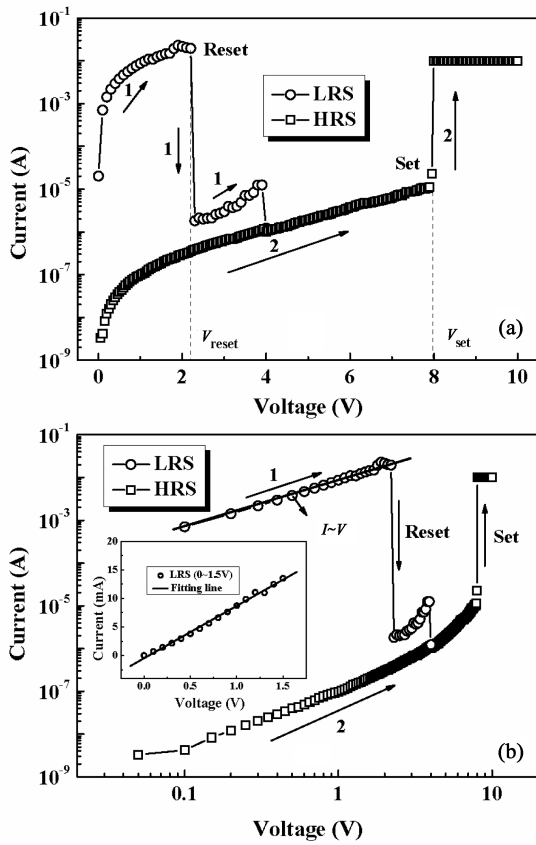 10⁻¹
10⁻³
10⁻⁵
10⁻⁷
10⁻⁹
Current (A)
Reset
1
1
1
LRS
HRS
Set
2
2
V_reset
V_set
(a)
0 2 4 6 8 10
Voltage (V)
10⁻¹
10⁻³
10⁻⁵
10⁻⁷
10⁻⁹
Current (A)
LRS
HRS
1
I~V
Reset
Set
20
15
10
5
0
Current (mA)
LRS (0~1.5V)
Fitting line
0.0 0.5 1.0 1.5
Voltage (V)
2
(b)
0.1 1 10
Voltage (V)